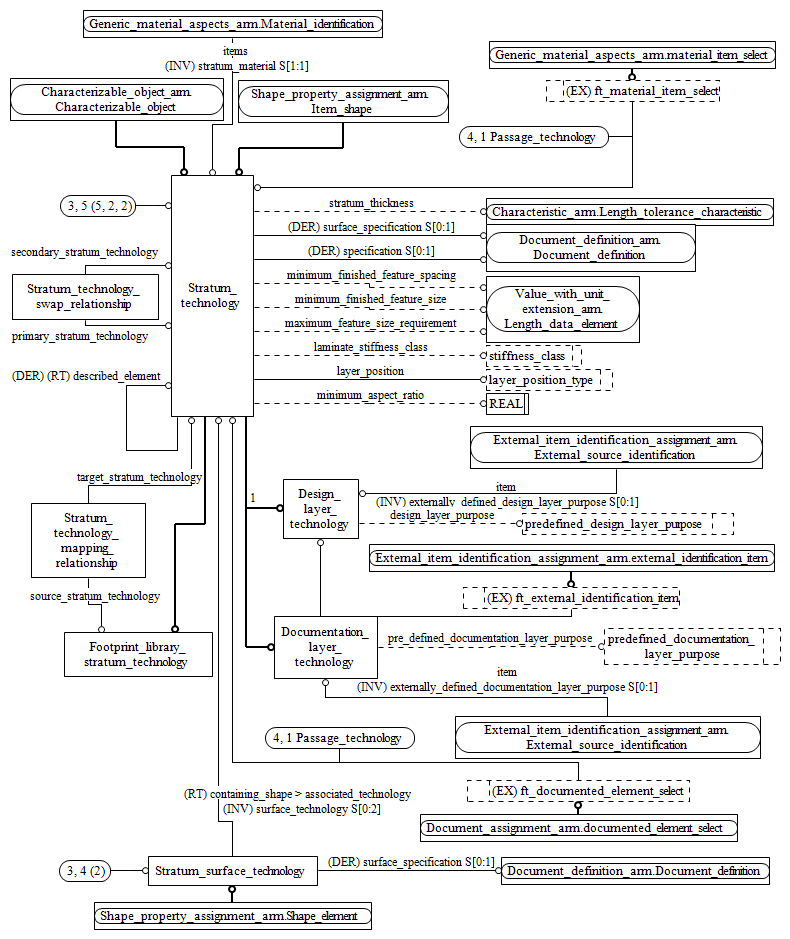 Generic_material_aspects_arm.Material_identification
items
(INV) stratum_material S[1:1]
Generic_material_aspects_arm.material_item_select
(EX) ft_material_item_select
Characterizable_object_arm.
Characterizable_object
Shape_property_assignment_arm.
Item_shape
4, 1 Passage_technology
3, 5 (5, 2, 2)
stratum_thickness
Characteristic_arm.Length_tolerance_characteristic
(DER) surface_specification S[0:1]
Document_definition_arm.
Document_definition
(DER) specification S[0:1]
secondary_stratum_technology
Stratum_technology_
swap_relationship
primary_stratum_technology
Stratum_
technology
minimum_finished_feature_spacing
minimum_finished_feature_size
maximum_feature_size_requirement
Value_with_unit_
extension_arm.
Length_data_element
laminate_stiffness_class
stiffness_class
(DER) (RT) described_element
layer_position
layer_position_type
minimum_aspect_ratio
REAL
External_item_identification_assignment_arm.
External_source_identification
target_stratum_technology
1
Design_
layer_technology
item
(INV) externally_defined_design_layer_purpose S[0:1]
design_layer_purpose
predefined_design_layer_purpose
Stratum_
technology_
mapping_
relationship
External_item_identification_assignment_arm.external_identification_item
(EX) ft_external_identification_item
source_stratum_technology
Footprint_library_
stratum_technology
Documentation_
layer_
technology
pre_defined_documentation_layer_purpose
predefined_documentation_
layer_purpose
item
(INV) externally_defined_documentation_layer_purpose S[0:1]
External_item_identification_assignment_arm.
External_source_identification
4, 1 Passage_technology
(EX) ft_documented_element_select
(RT) containing_shape > associated_technology
(INV) surface_technology S[0:2]
Document_assignment_arm.documented_element_select
3, 4 (2)
Stratum_surface_technology
(DER) surface_specification S[0:1]
Document_definition_arm.Document_definition
Shape_property_assignment_arm.Shape_element